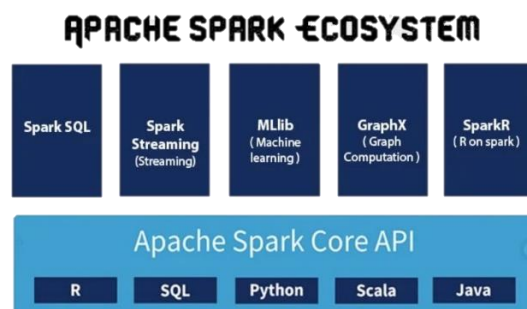 APACHE SPARK ECOSYSTEM
Spark SQL
Spark
Streaming
(Streaming)
MLlib
( Machine
learning )
GraphX
( Graph
Computation )
SparkR
( R on spark )
Apache Spark Core API
R SQL Python Scala Java